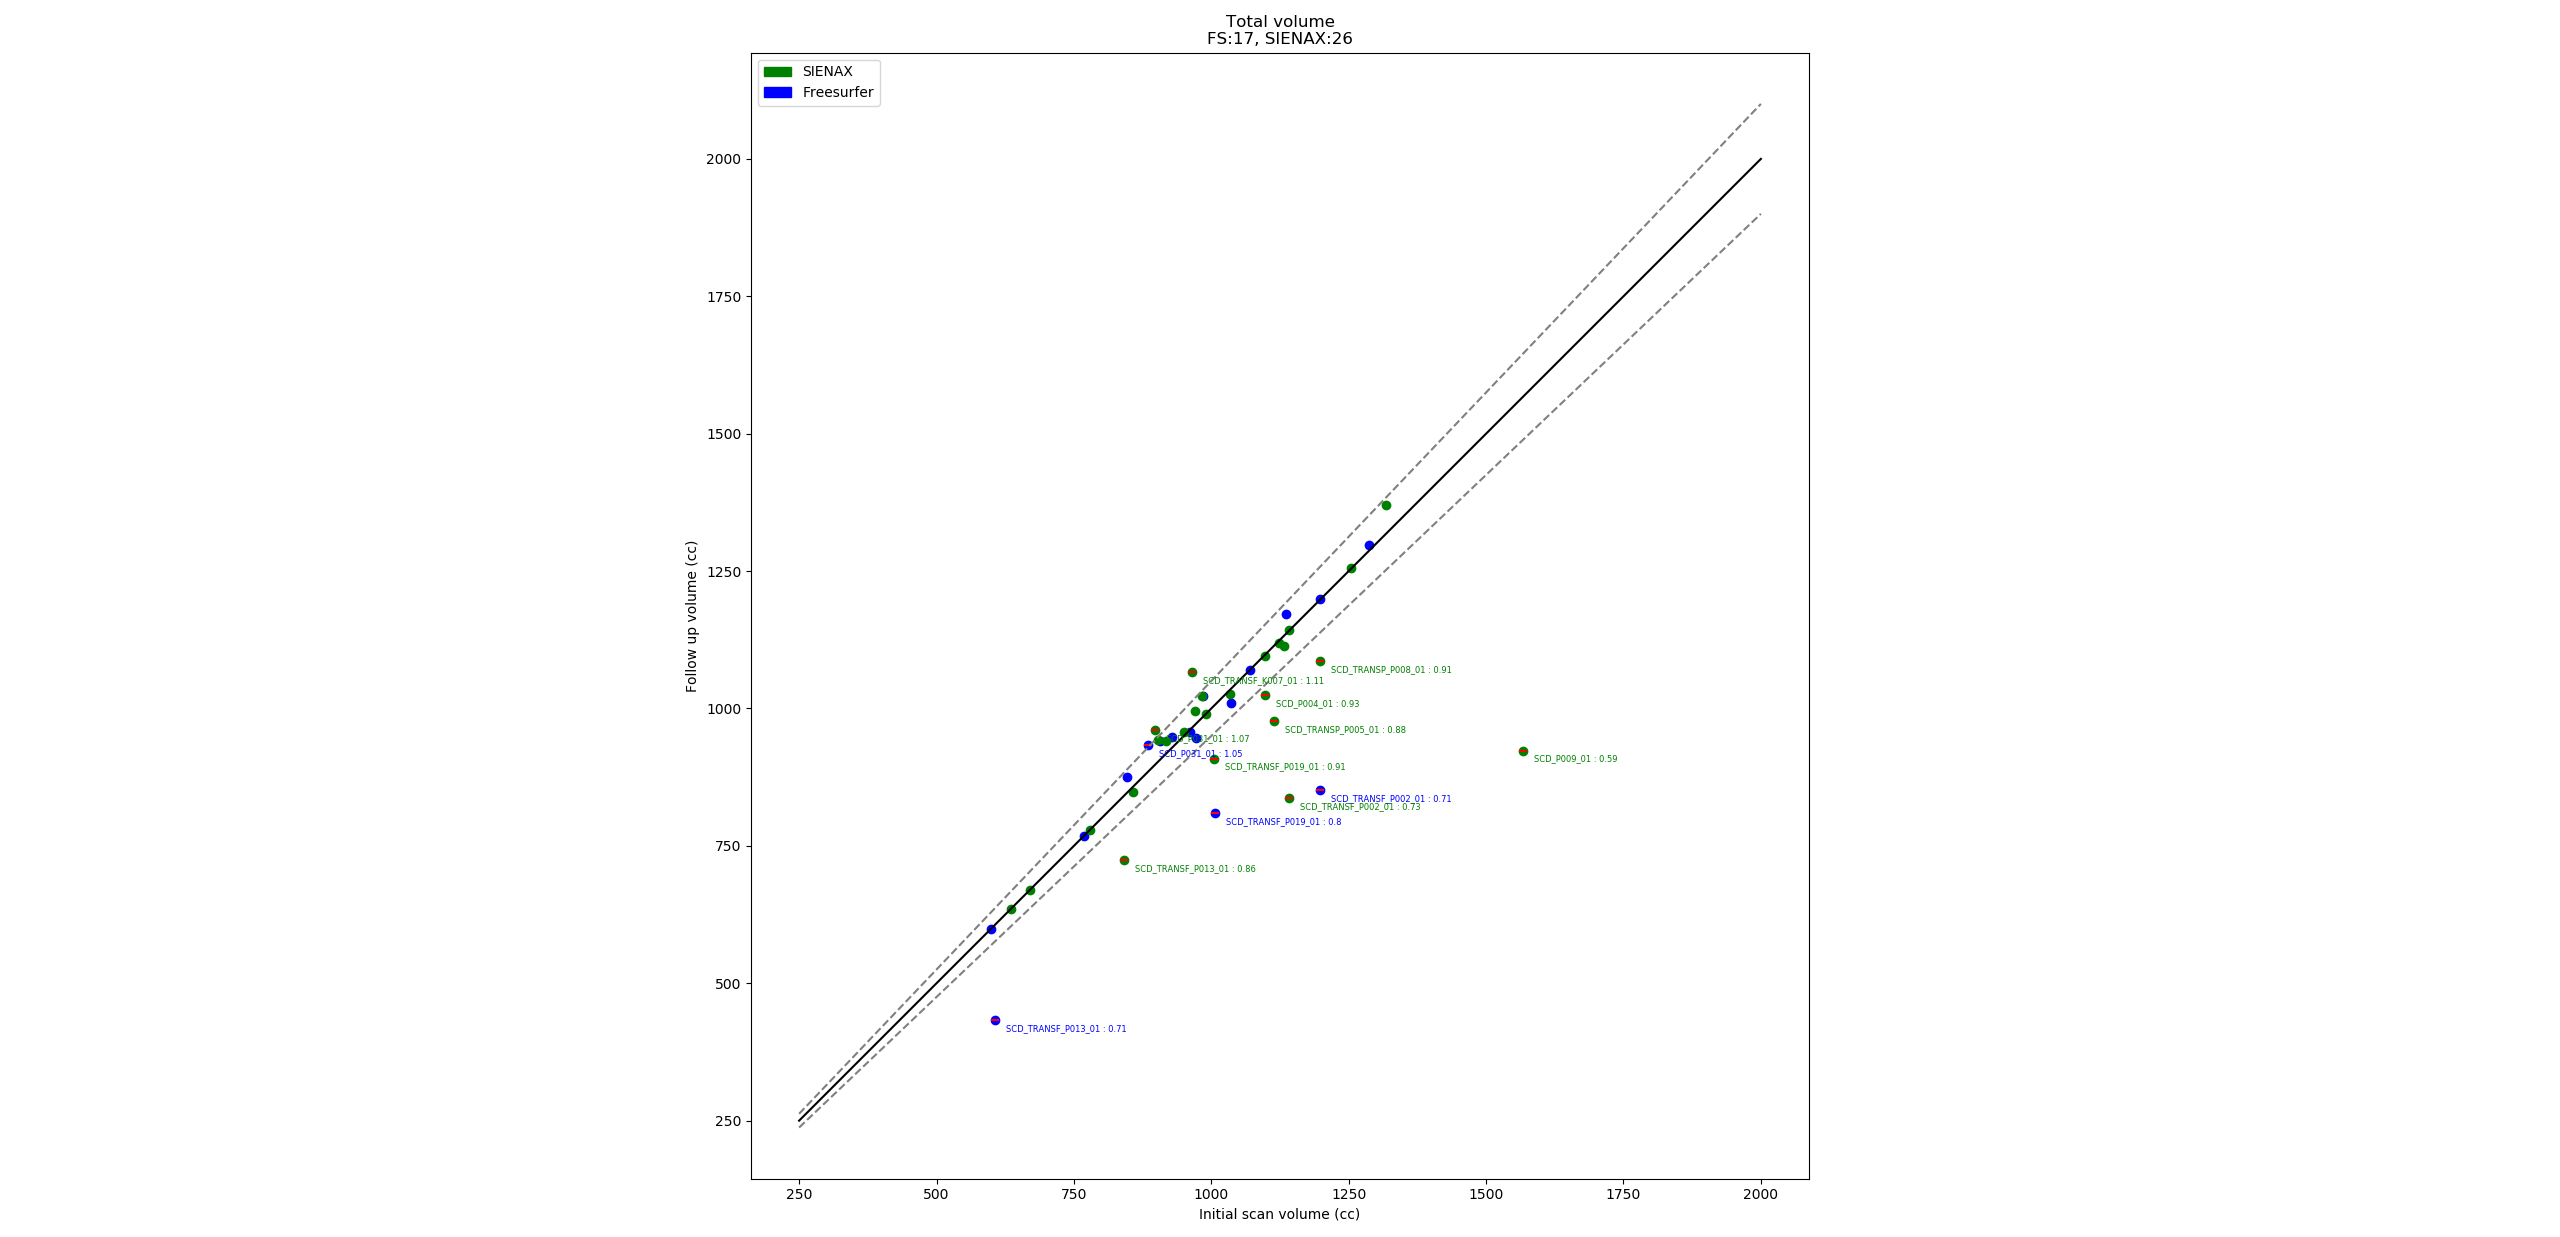 Total volume
FS:17, SIENAX:26
SIENAX
Freesurfer
Follow up volume (cc)
2000
1750
1500
1250
1000
750
500
250
SCD_TRANSP_P008_01 : 0.91
SCD_TRANSF_K007_01 : 1.11
SCD_P004_01 : 0.93
SCD_TRANSP_P005_01 : 0.88
_01 : 1.07
SCD_P031_01 : 1.05
SCD_P009_01 : 0.59
SCD_TRANSF_P019_01 : 0.91
SCD_TRANSF_P002_01 : 0.71
SCD_TRANSF_P002_01 : 0.73
SCD_TRANSF_P019_01 : 0.8
SCD_TRANSF_P013_01 : 0.86
SCD_TRANSF_P013_01 : 0.71
250 500 750 1000 1250 1500 1750 2000
Initial scan volume (cc)